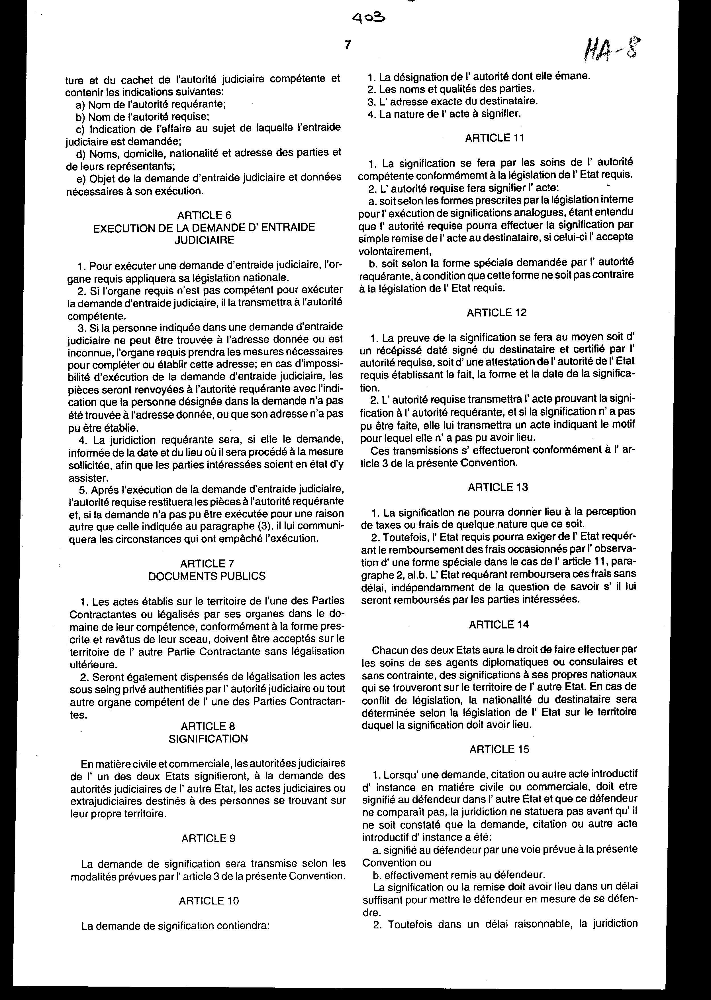 403
7
HA-8
ture et du cachet de l'autorité judiciaire compétente et
contenir les indications suivantes:
a) Nom de l'autorité requérante;
b) Nom de l'autorité requise;
c) Indication de l'affaire au sujet de laquelle l'entraide
judiciaire est demandée;
d) Noms, domicile, nationalité et adresse des parties et
de leurs représentants;
e) Objet de la demande d'entraide judiciaire et données
nécessaires à son exécution.
ARTICLE 6
EXECUTION DE LA DEMANDE D' ENTRAIDE
JUDICIAIRE
1. Pour exécuter une demande d'entraide judiciaire, l'or-
gane requis appliquera sa législation nationale.
2. Si l'organe requis n'est pas compétent pour exécuter
la demande d'entraide judiciaire, il la transmettra à l'autorité
compétente.
3. Si la personne indiquée dans une demande d'entraide
judiciaire ne peut être trouvée à l'adresse donnée ou est
inconnue, l'organe requis prendra les mesures nécessaires
pour compléter ou établir cette adresse; en cas d'impossi-
bilité d'exécution de la demande d'entraide judiciaire, les
pièces seront renvoyées à l'autorité requérante avec l'indi-
cation que la personne désignée dans la demande n'a pas
été trouvée à l'adresse donnée, ou que son adresse n'a pas
pu être établie.
4. La juridiction requérante sera, si elle le demande,
informée de la date et du lieu où il sera procédé à la mesure
sollicitée, afin que les parties intéressées soient en état d'y
assister.
5. Aprés l'exécution de la demande d'entraide judiciaire,
l'autorité requise restituera les pièces à l'autorité requérante
et, si la demande n'a pas pu être exécutée pour une raison
autre que celle indiquée au paragraphe (3), il lui communi-
quera les circonstances qui ont empêché l'exécution.
ARTICLE 7
DOCUMENTS PUBLICS
1. Les actes établis sur le territoire de l'une des Parties
Contractantes ou légalisés par ses organes dans le do-
maine de leur compétence, conformément à la forme pres-
crite et revêtus de leur sceau, doivent être acceptés sur le
territoire de l' autre Partie Contractante sans légalisation
ultérieure.
2. Seront également dispensés de légalisation les actes
sous seing privé authentifiés par l' autorité judiciaire ou tout
autre organe compétent de l' une des Parties Contractan-
tes.
ARTICLE 8
SIGNIFICATION
En matière civile et commerciale, les autoritées judiciaires
de l' un des deux Etats signifieront, à la demande des
autorités judiciaires de l' autre Etat, les actes judiciaires ou
extrajudiciaires destinés à des personnes se trouvant sur
leur propre territoire.
ARTICLE 9
La demande de signification sera transmise selon les
modalités prévues par l' article 3 de la présente Convention.
ARTICLE 10
La demande de signification contiendra:
1. La désignation de l' autorité dont elle émane.
2. Les noms et qualités des parties.
3. L' adresse exacte du destinataire.
4. La nature de l' acte à signifier.
ARTICLE 11
1. La signification se fera par les soins de l' autorité
compétente conformémemt à la législation de l' Etat requis.
2. L' autorité requise fera signifier l' acte:
a. soit selon les formes prescrites par la législation interne
pour l' exécution de significations analogues, étant entendu
que l' autorité requise pourra effectuer la signification par
simple remise de l' acte au destinataire, si celui-ci l' accepte
volontairement,
b. soit selon la forme spéciale demandée par l' autorité
requérante, à condition que cette forme ne soit pas contraire
à la législation de l' Etat requis.
ARTICLE 12
1. La preuve de la signification se fera au moyen soit d'
un récépissé daté signé du destinataire et certifié par l'
autorité requise, soit d' une attestation de l' autorité de l' Etat
requis établissant le fait, la forme et la date de la significa-
tion.
2. L' autorité requise transmettra l' acte prouvant la signi-
fication à l' autorité requérante, et si la signification n' a pas
pu être faite, elle lui transmettra un acte indiquant le motif
pour lequel elle n' a pas pu avoir lieu.
Ces transmissions s' effectueront conformément à l' ar-
ticle 3 de la présente Convention.
ARTICLE 13
1. La signification ne pourra donner lieu à la perception
de taxes ou frais de quelque nature que ce soit.
2. Toutefois, l' Etat requis pourra exiger de l' Etat requér-
ant le remboursement des frais occasionnés par l' observa-
tion d' une forme spéciale dans le cas de l' article 11, para-
graphe 2, al.b. L' Etat requérant remboursera ces frais sans
délai, indépendamment de la question de savoir s' il lui
seront remboursés par les parties intéressées.
ARTICLE 14
Chacun des deux Etats aura le droit de faire effectuer par
les soins de ses agents diplomatiques ou consulaires et
sans contrainte, des significations à ses propres nationaux
qui se trouveront sur le territoire de l' autre Etat. En cas de
conflit de législation, la nationalité du destinataire sera
déterminée selon la législation de l' Etat sur le territoire
duquel la signification doit avoir lieu.
ARTICLE 15
1. Lorsqu' une demande, citation ou autre acte introductif
d' instance en matiére civile ou commerciale, doit etre
signifié au défendeur dans l' autre Etat et que ce défendeur
ne comparaît pas, la juridiction ne statuera pas avant qu' il
ne soit constaté que la demande, citation ou autre acte
introductif d' instance a été:
a. signifié au défendeur par une voie prévue à la présente
Convention ou
b. effectivement remis au défendeur.
La signification ou la remise doit avoir lieu dans un délai
suffisant pour mettre le défendeur en mesure de se défen-
dre.
2. Toutefois dans un délai raisonnable, la juridiction